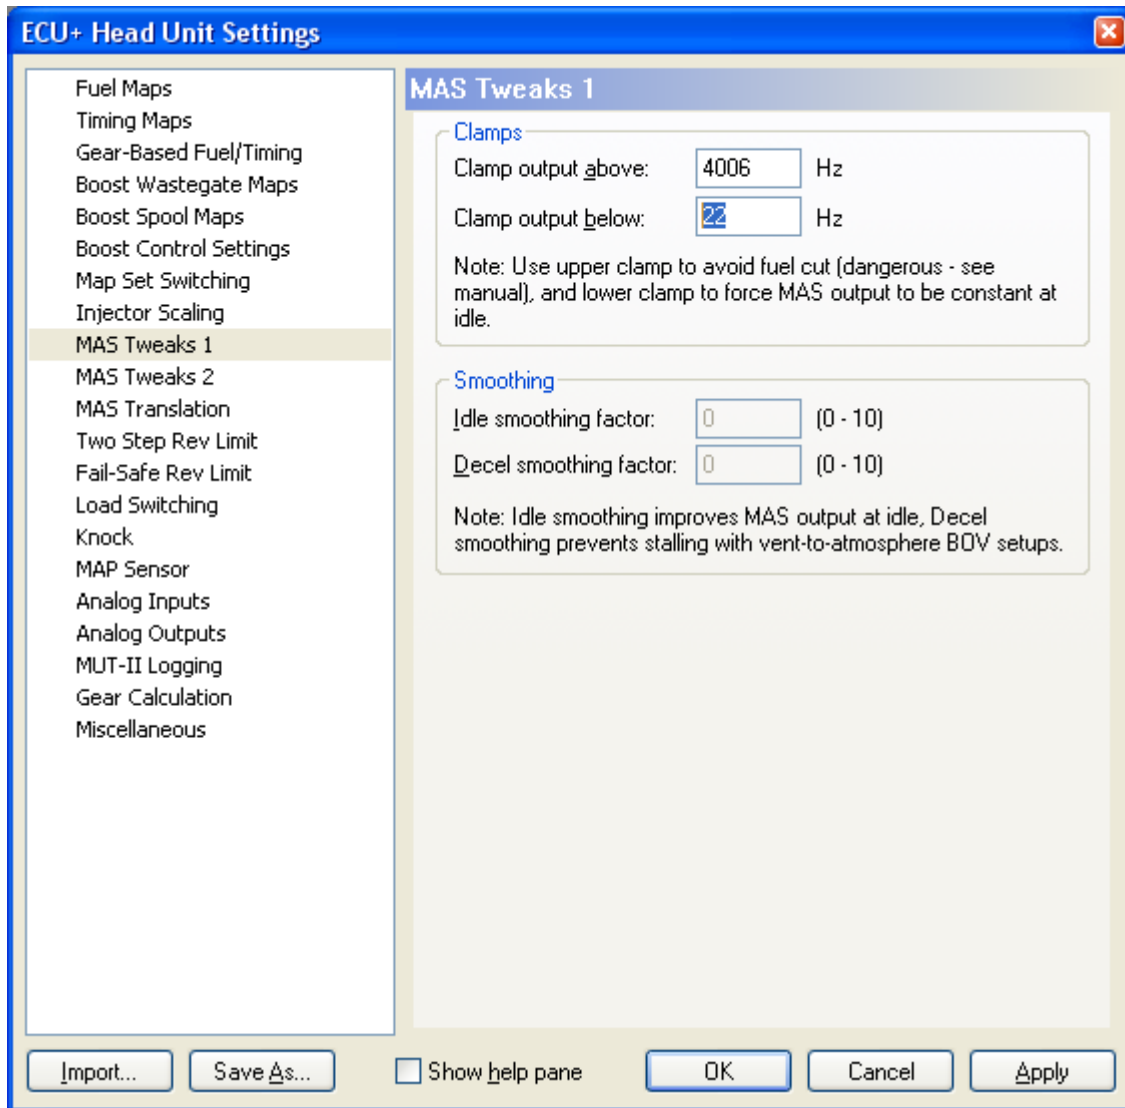 ECU+ Head Unit Settings
Fuel Maps
Timing Maps
Gear-Based Fuel/Timing
Boost Wastegate Maps
Boost Spool Maps
Boost Control Settings
Map Set Switching
Injector Scaling
MAS Tweaks 1
MAS Tweaks 2
MAS Translation
Two Step Rev Limit
Fail-Safe Rev Limit
Load Switching
Knock
MAP Sensor
Analog Inputs
Analog Outputs
MUT-II Logging
Gear Calculation
Miscellaneous
MAS Tweaks 1
Clamps
Clamp output above: 4006 Hz
Clamp output below: 22 Hz
Note: Use upper clamp to avoid fuel cut (dangerous - see
manual), and lower clamp to force MAS output to be constant at
idle.
Smoothing
Idle smoothing factor: 0 (0 - 10)
Decel smoothing factor: 0 (0 - 10)
Note: Idle smoothing improves MAS output at idle, Decel
smoothing prevents stalling with vent-to-atmosphere BOV setups.
Import... Save As... Show help pane OK Cancel Apply